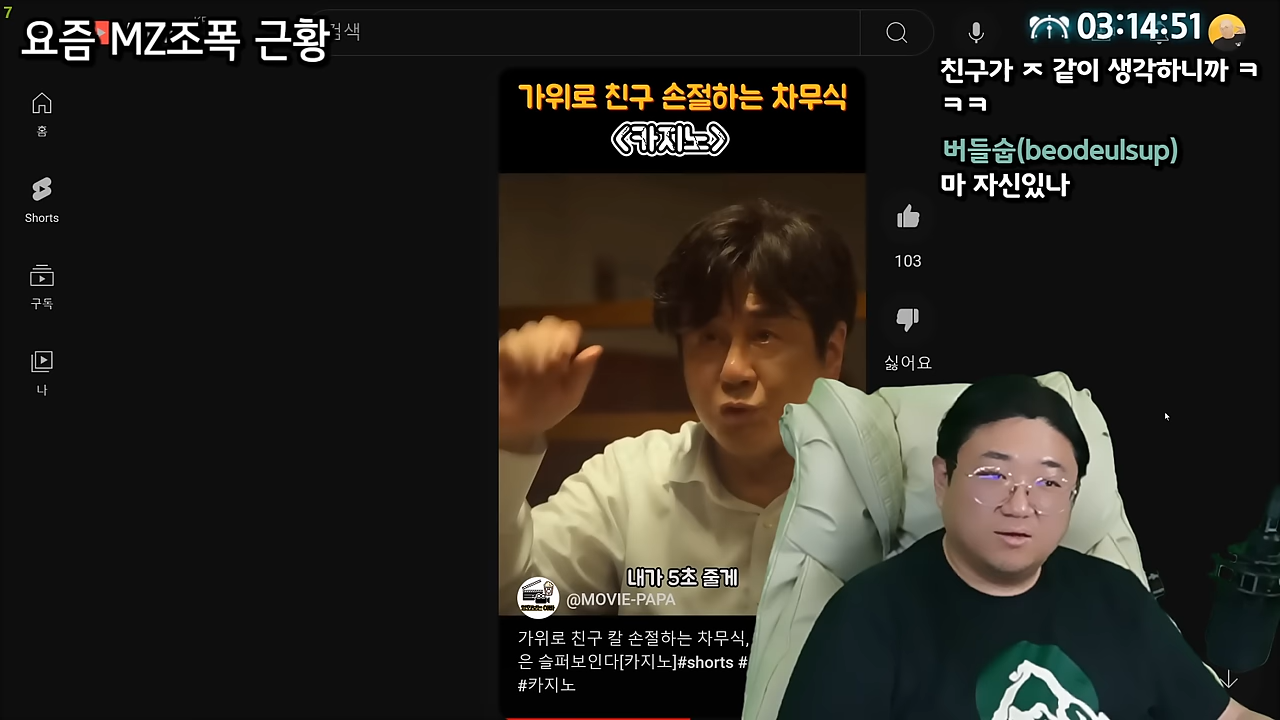 7
요즘 MZ조폭 근황
검색
03:14:51
홈
Shorts
구독
나
가위로 친구 손절하는 차무식
《카지노》
내가 5초 줄게
@MOVIE-PAPA
가위로 친구 칼 손절하는 차무식,
은 슬퍼보인다[카지노]#shorts #
#카지노
103
싫어요
친구가 ㅈ 같이 생각하니까 ㅋ
ㅋㅋ
버들숩(beodeulsup)
마 자신있나